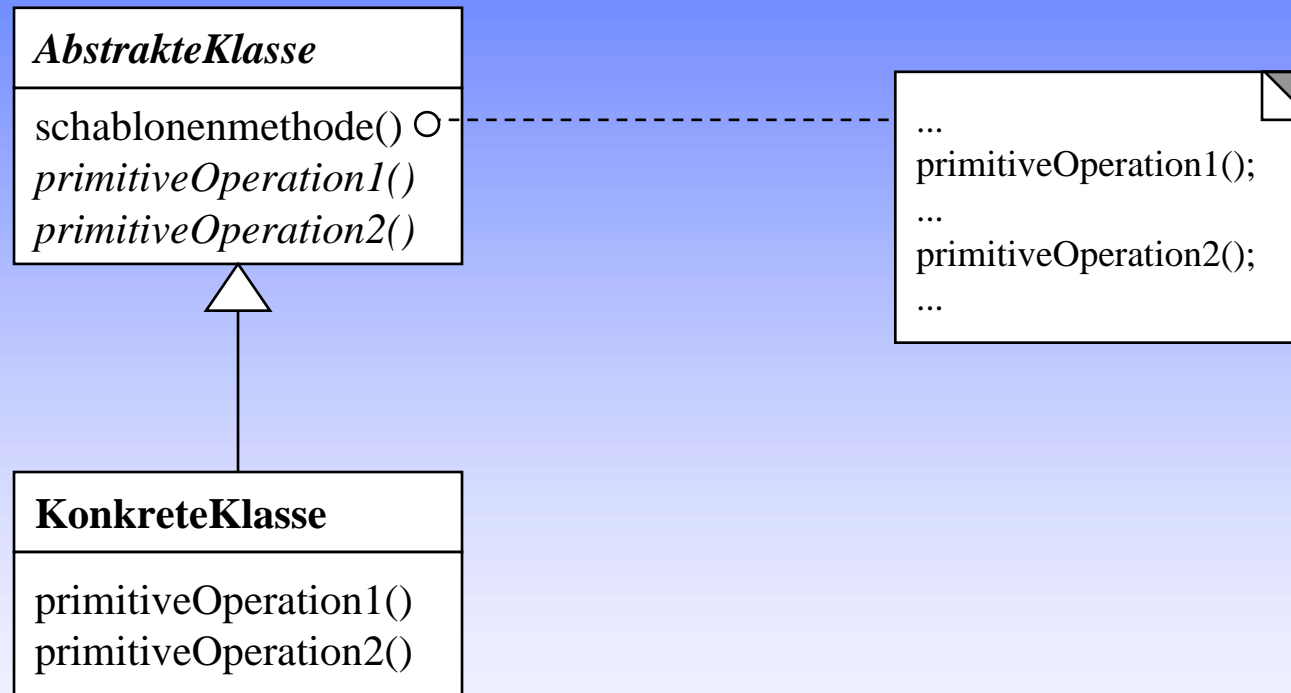 AbstrakteKlasse
schablonenmethode()
primitiveOperation1()
primitiveOperation2()
...
primitiveOperation1();
...
primitiveOperation2();
...
KonkreteKlasse
primitiveOperation1()
primitiveOperation2()